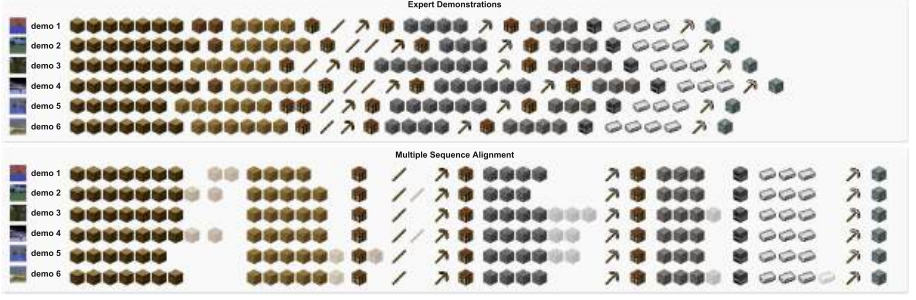 Expert Demonstrations
demo 1
demo 2
demo 3
demo 4
demo 5
demo 6
Multiple Sequence Alignment
demo 1
demo 2
demo 3
demo 4
demo 5
demo 6